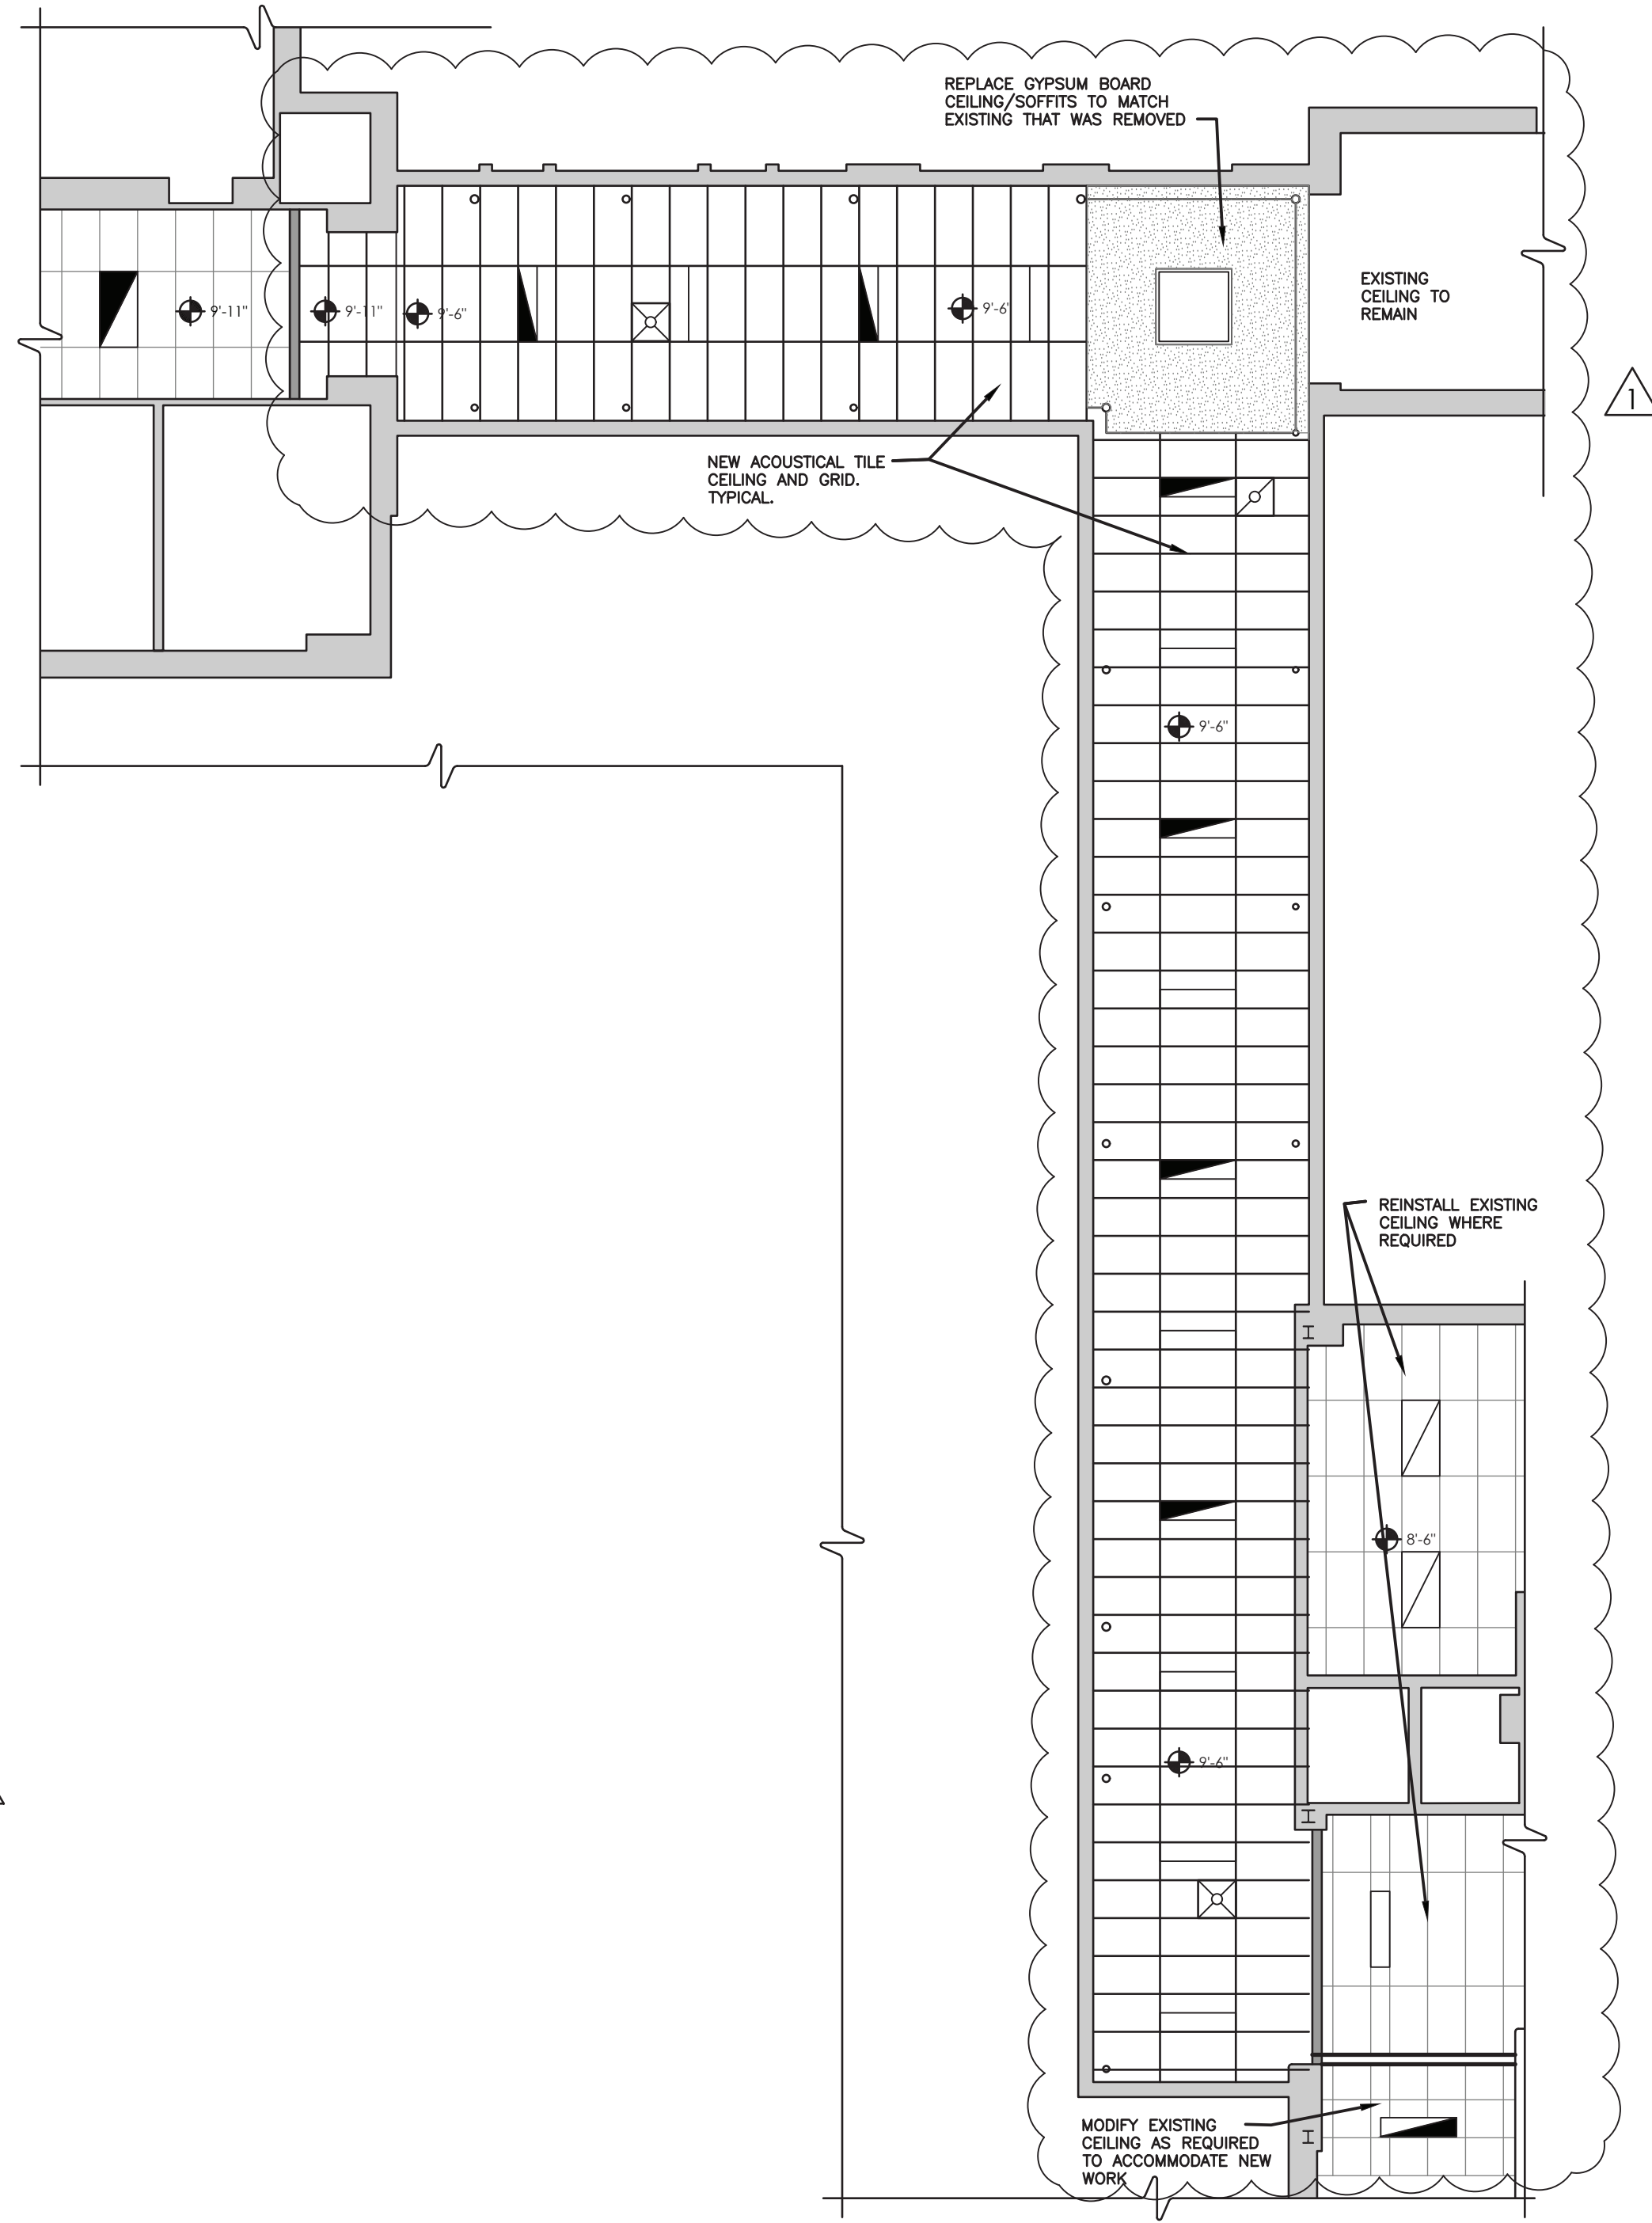 REPLACE GYPSUM BOARD
CEILING/SOFFITS TO MATCH
EXISTING THAT WAS REMOVED
EXISTING
CEILING TO
REMAIN
9'-11"
9'-11"
9'-6"
9'-6"
1
NEW ACOUSTICAL TILE
CEILING AND GRID.
TYPICAL.
9'-6"
REINSTALL EXISTING
CEILING WHERE
REQUIRED
8'-6"
9'-6"
MODIFY EXISTING
CEILING AS REQUIRED
TO ACCOMMODATE NEW
WORK